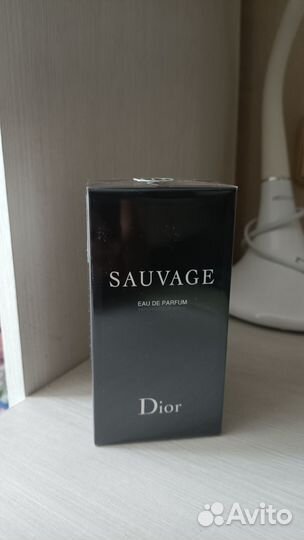 SAUVAGE
EAU DE PARFUM
Dior
Avito